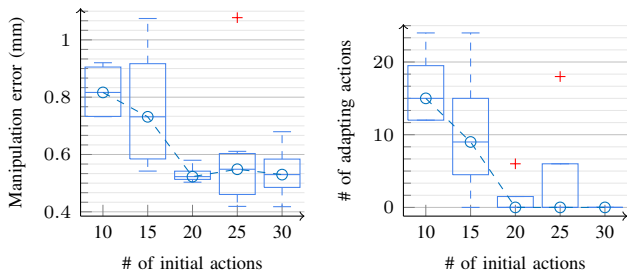 Manipulation error (mm)
1
0.8
0.6
0.4
10 15 20 25 30
# of initial actions
# of adapting actions
20
10
0
10 15 20 25 30
# of initial actions